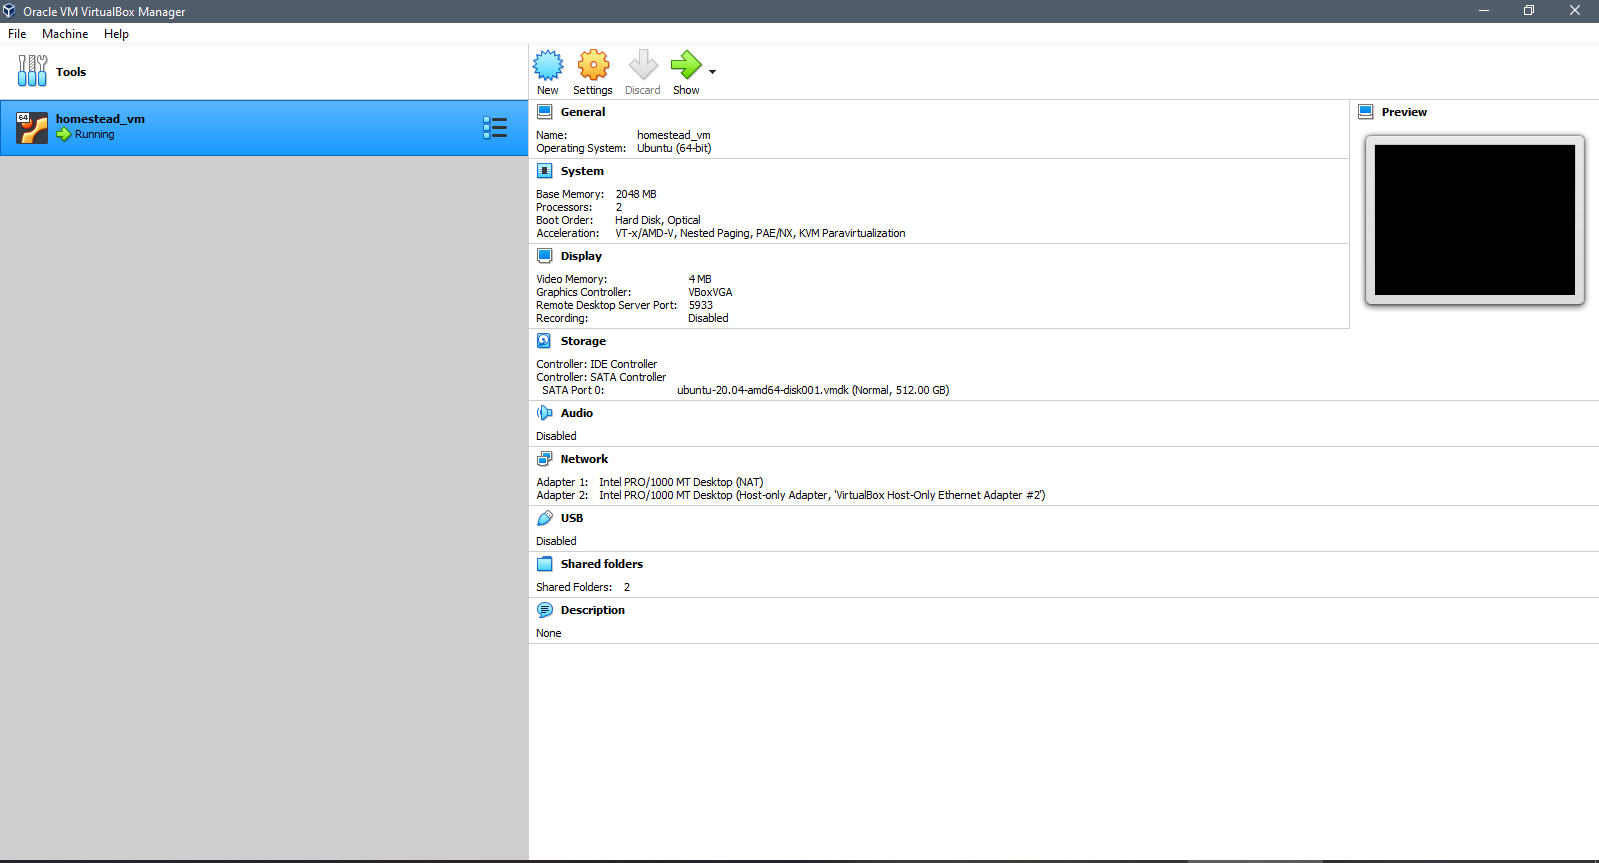 Oracle VM VirtualBox Manager
File Machine Help
Tools
New Settings Discard Show
64
homestead_vm
Running
General
Name: homestead_vm
Operating System: Ubuntu (64-bit)
System
Base Memory: 2048 MB
Processors: 2
Boot Order: Hard Disk, Optical
Acceleration: VT-x/AMD-V, Nested Paging, PAE/NX, KVM Paravirtualization
Display
Video Memory: 4 MB
Graphics Controller: VBoxVGA
Remote Desktop Server Port: 5933
Recording: Disabled
Preview
Storage
Controller: IDE Controller
Controller: SATA Controller
SATA Port 0: ubuntu-20.04-amd64-disk001.vmdk (Normal, 512.00 GB)
Audio
Disabled
Network
Adapter 1: Intel PRO/1000 MT Desktop (NAT)
Adapter 2: Intel PRO/1000 MT Desktop (Host-only Adapter, 'VirtualBox Host-Only Ethernet Adapter #2')
USB
Disabled
Shared folders
Shared Folders: 2
Description
None